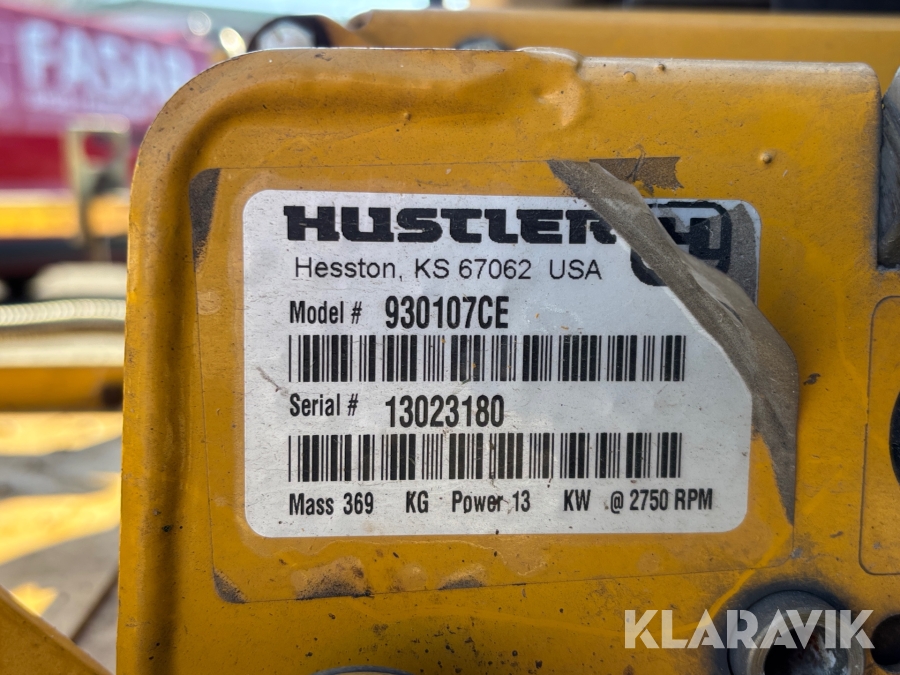 HUSTLER
Hesston, KS 67062 USA
Model # 930107CE
Serial # 13023180
Mass 369 KG Power 13 KW @ 2750 RPM
KLARAVIK